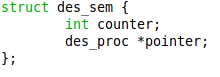 struct des_sem {
        int counter;
        des_proc *pointer;
};